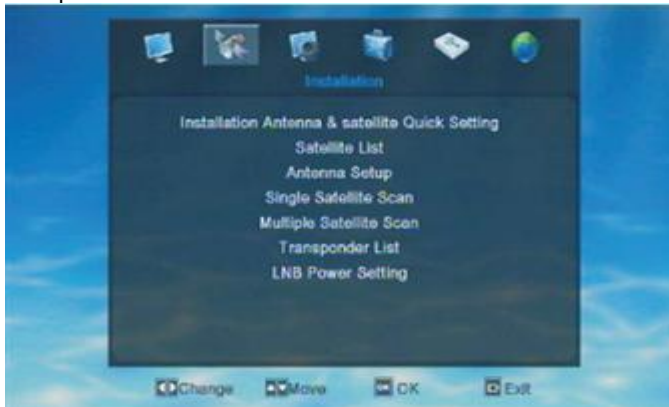 Installation
Installation Antenna & satellite Quick Setting
Satellite List
Antenna Setup
Single Satellite Scan
Multiple Satellite Scan
Transponder List
LNB Power Setting
Change Move OK Exit